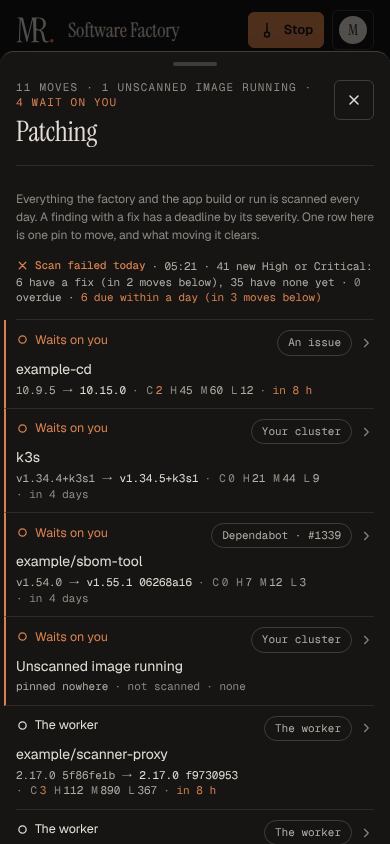 MR. Software Factory
Stop
M
11 MOVES · 1 UNSCANNED IMAGE RUNNING ·
4 WAIT ON YOU
Patching
Everything the factory and the app build or run is scanned every
day. A finding with a fix has a deadline by its severity. One row here
is one pin to move, and what moving it clears.
Scan failed today · 05:21 · 41 new High or Critical:
6 have a fix (in 2 moves below), 35 have none yet · 0
overdue · 6 due within a day (in 3 moves below)
Waits on you
An issue
example-cd
10.9.5 → 10.15.0 · C2 H45 M60 L12 · in 8 h
Waits on you
Your cluster
k3s
v1.34.4+k3s1 → v1.34.5+k3s1 · C0 H21 M44 L9
· in 4 days
Waits on you
Dependabot · #1339
example/sbom-tool
v1.54.0 → v1.55.1 06268a16 · C0 H7 M12 L3
· in 4 days
Waits on you
Your cluster
Unscanned image running
pinned nowhere · not scanned · none
The worker
The worker
example/scanner-proxy
2.17.0 5f86fe1b → 2.17.0 f9730953
· C3 H112 M890 L367 · in 8 h
The worker
The worker